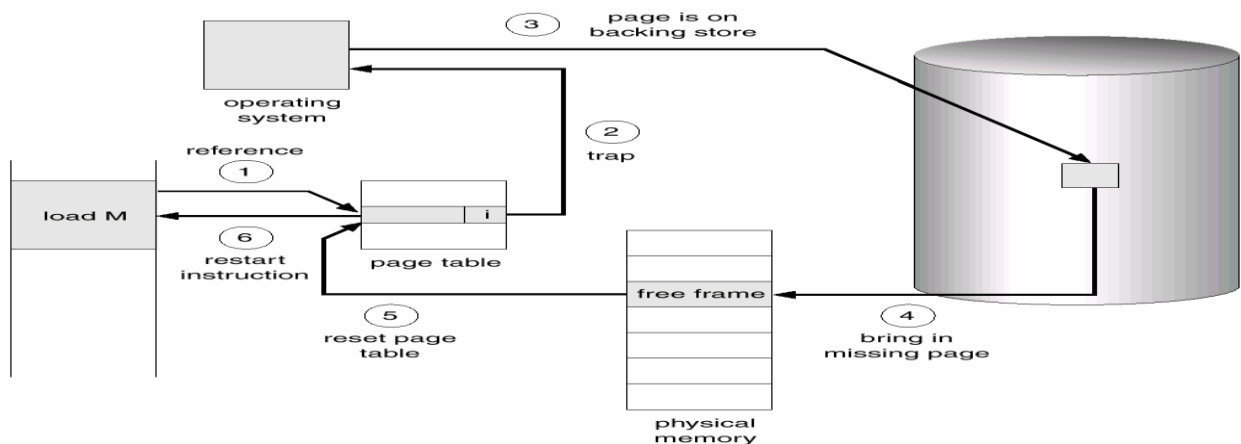 3
page is on
backing store
operating
system
2
trap
reference
1
load M
i
6
restart
instruction
page table
free frame
5
reset page
table
4
bring in
missing page
physical
memory